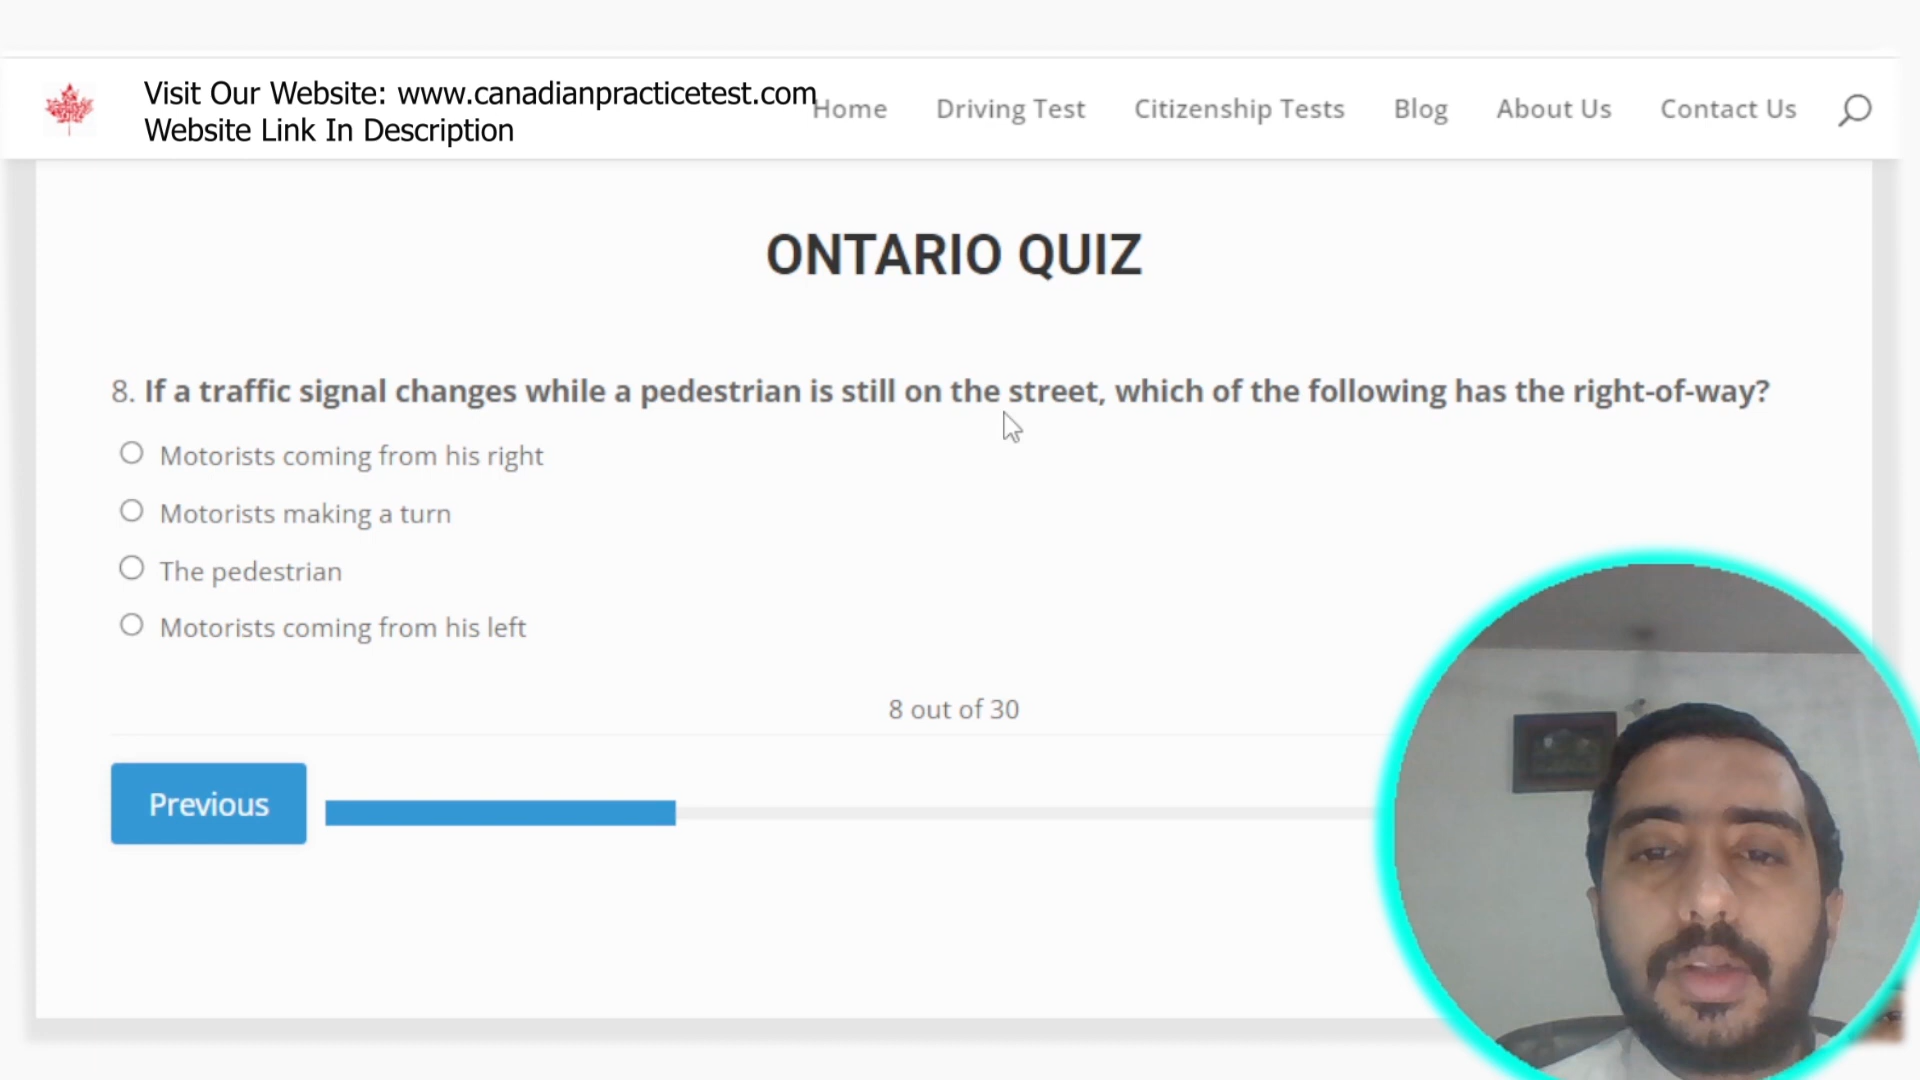 Visit Our Website: www.canadianpracticetest.com
Website Link In Description
Home Driving Test Citizenship Tests Blog About Us Contact Us
ONTARIO QUIZ
8. If a traffic signal changes while a pedestrian is still on the street, which of the following has the right-of-way?
Motorists coming from his right
Motorists making a turn
The pedestrian
Motorists coming from his left
8 out of 30
Previous